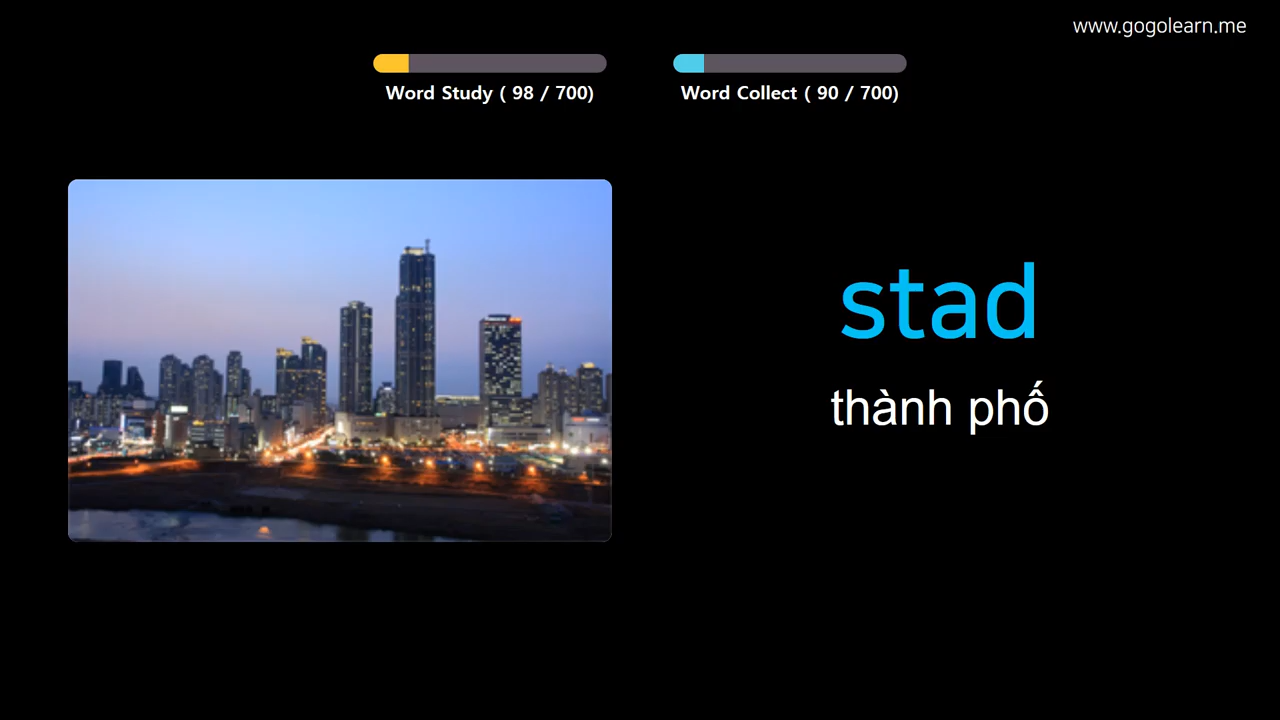 www.gogolearn.me
Word Study ( 98 / 700)
Word Collect ( 90 / 700)
stad
thành phố